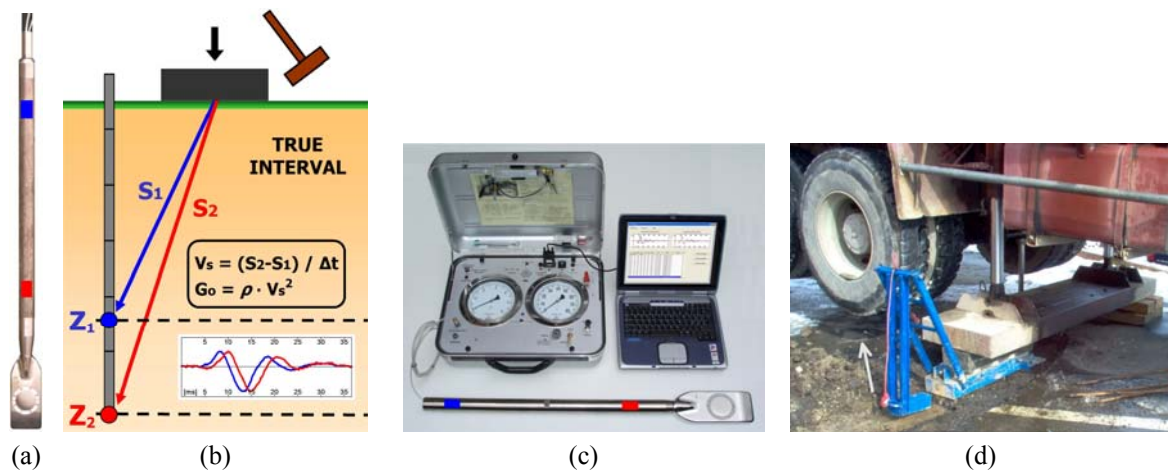 TRUE
INTERVAL
S₁
S₂
Vs = (S₂-S₁) / Δt
G₀ = ρ · Vs²
Z₁
5 10 15 20 25 30 35
[ms] 5 10 15 20 25 30 35
Z₂
(a) (b) (c) (d)